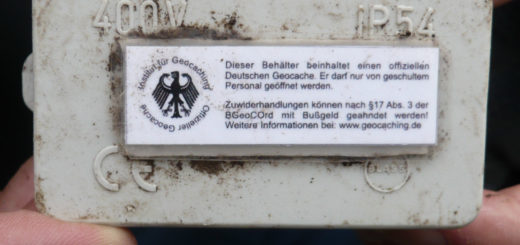 400V
IP54
Institut für Geocaching
Offizieller Geocache
Dieser Behälter beinhaltet einen offiziellen
Deutschen Geocache. Er darf nur von geschultem
Personal geöffnet werden.
Zuwiderhandlungen können nach §17 Abs. 3 der
BGeoCOrd mit Bußgeld geahndet werden!
Weitere Informationen bei: www.geocaching.de
CE